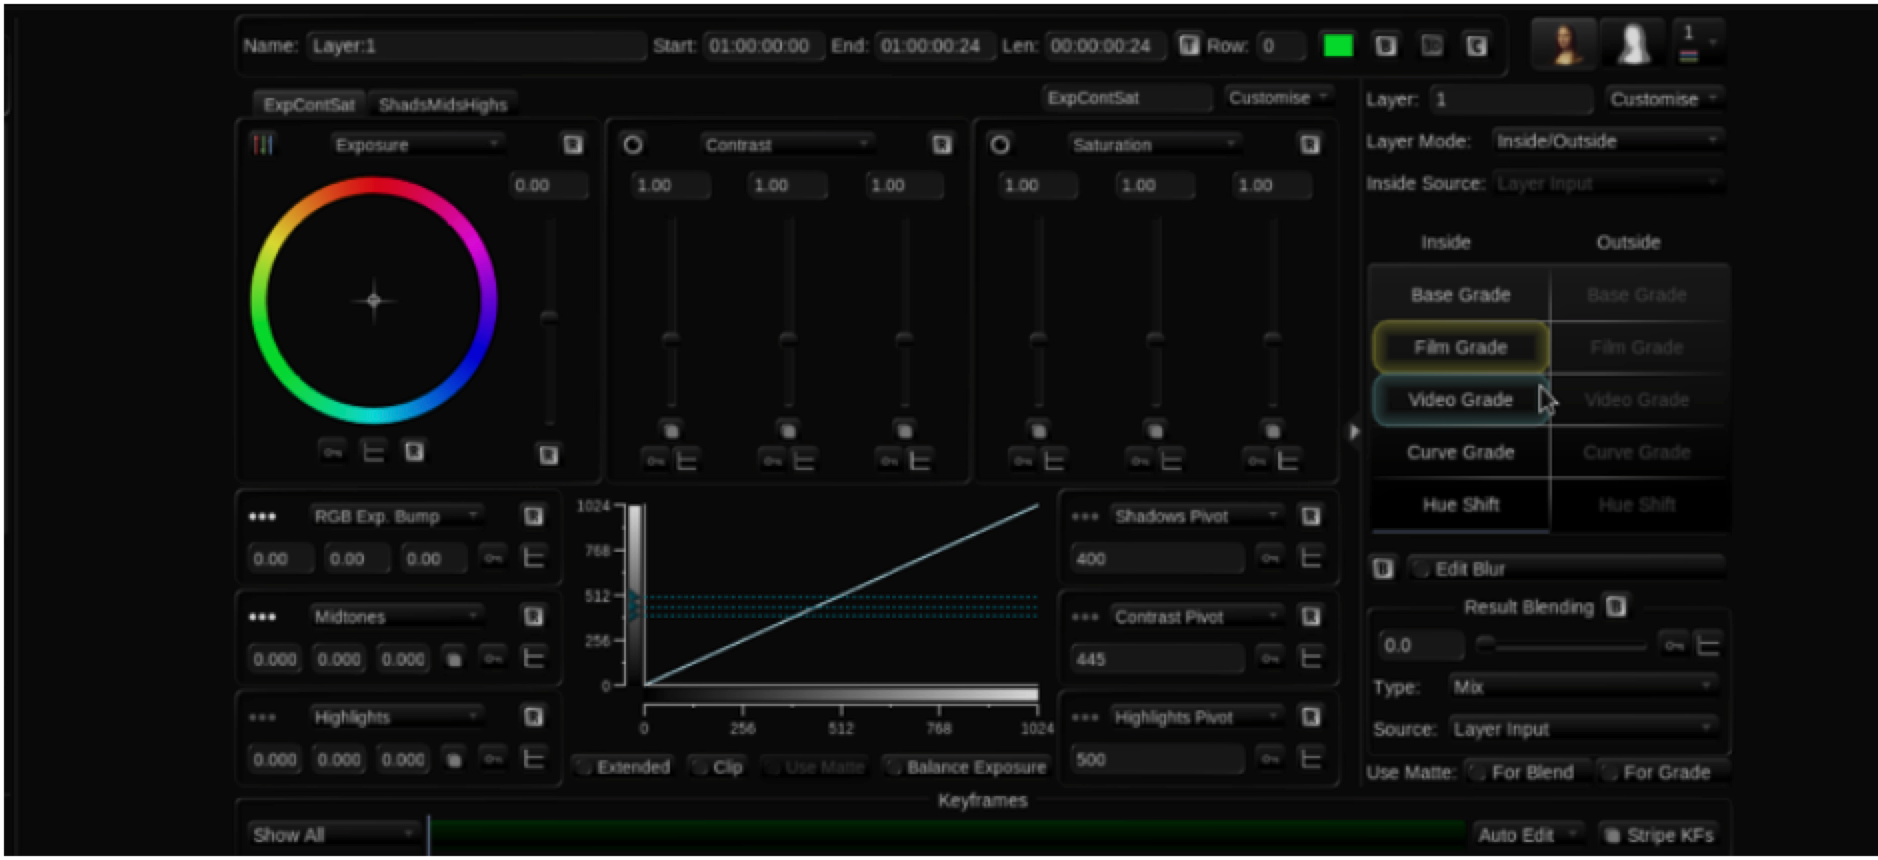 Name: Layer:1 Start: 01:00:00:00 End: 01:00:00:24 Len: 00:00:00:24 Row: 0 1
ExpContSat ShadsMidsHighs ExpContSat Customise Layer: 1 Customise
Exposure Contrast Saturation Layer Mode: Inside/Outside
0.00 1.00 1.00 1.00 1.00 1.00 1.00 Inside Source: Layer Input
Inside Outside
Base Grade Base Grade
Film Grade Film Grade
Video Grade Video Grade
Curve Grade Curve Grade
Hue Shift Hue Shift
RGB Exp. Bump 1024 Shadows Pivot
0.00 0.00 0.00 768 400 Edit Blur
Midtones 512 Contrast Pivot Result Blending
0.000 0.000 0.000 256 445 0.0
0 Type: Mix
Highlights 0 256 512 768 1024 Highlights Pivot Source: Layer Input
0.000 0.000 0.000 Extended Clip Use Matte Balance Exposure 500 Use Matte: For Blend For Grade
Keyframes
Show All Auto Edit Stripe KFs